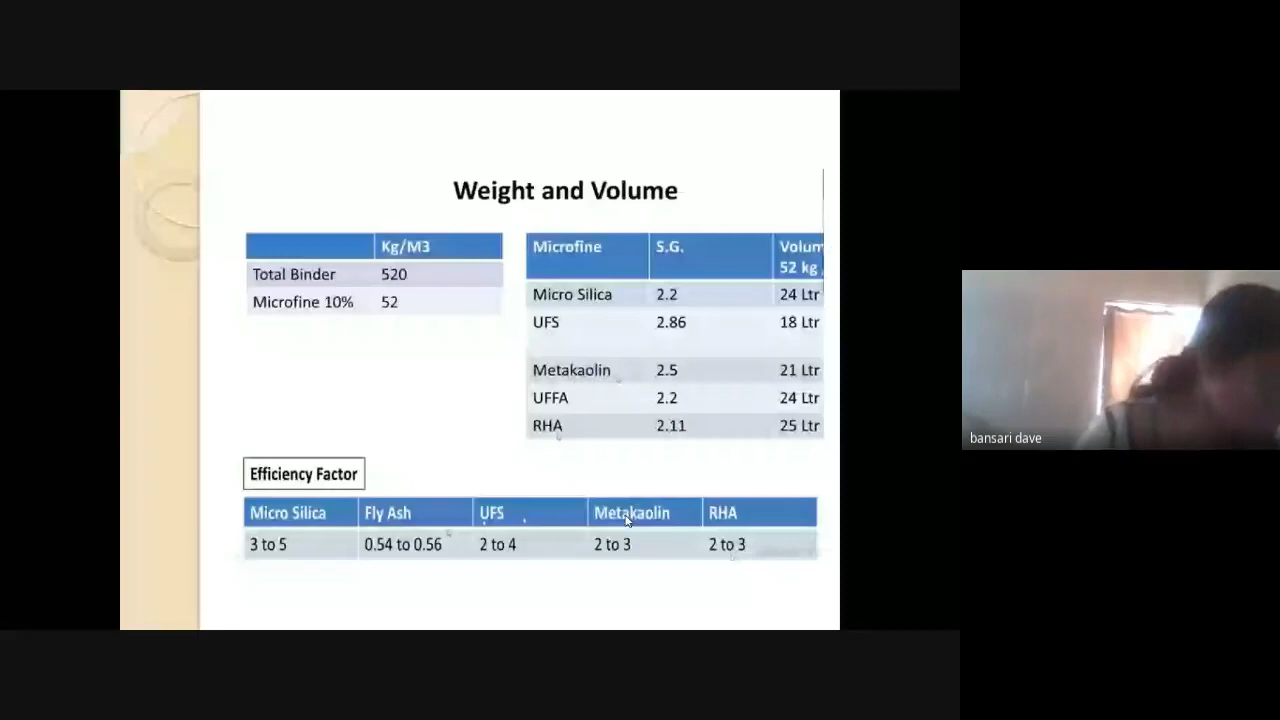 Weight and Volume
Kg/M3
Total Binder 520
Microfine 10% 52
Microfine S.G.
52 kg
Micro Silica 2.2 24 Ltr
UFS 2.86 18 Ltr
Metakaolin 2.5 21 Ltr
UFFA 2.2 24 Ltr
RHA 2.11 25 Ltr
Efficiency Factor
Micro Silica Fly Ash UFS Metakaolin RHA
3 to 5 0.54 to 0.56 2 to 4 2 to 3 2 to 3
bansari dave